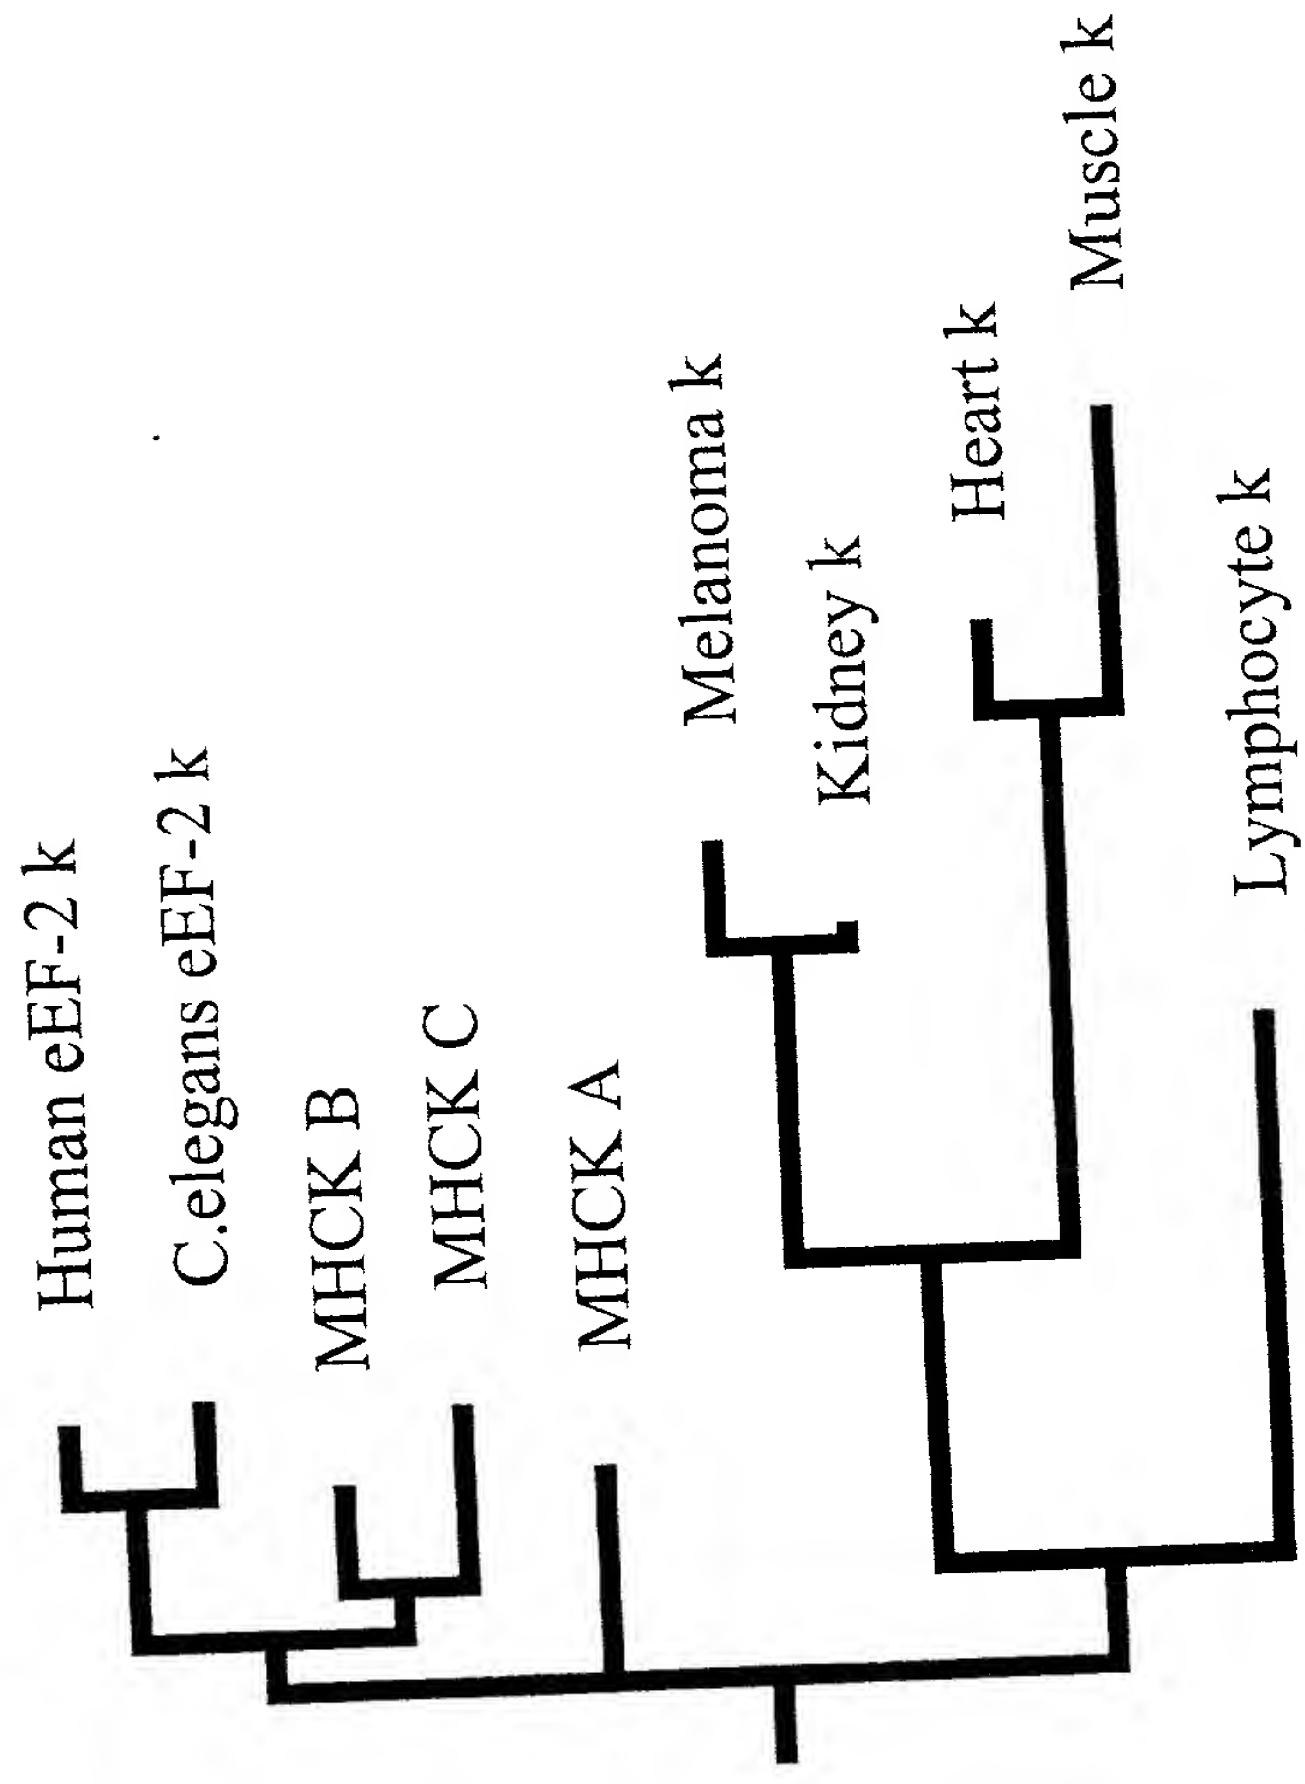 Human eEF-2 k
C.elegans eEF-2 k
MHCK B
MHCK C
MHCK A
Melanoma k
Kidney k
Heart k
Muscle k
Lymphocyte k